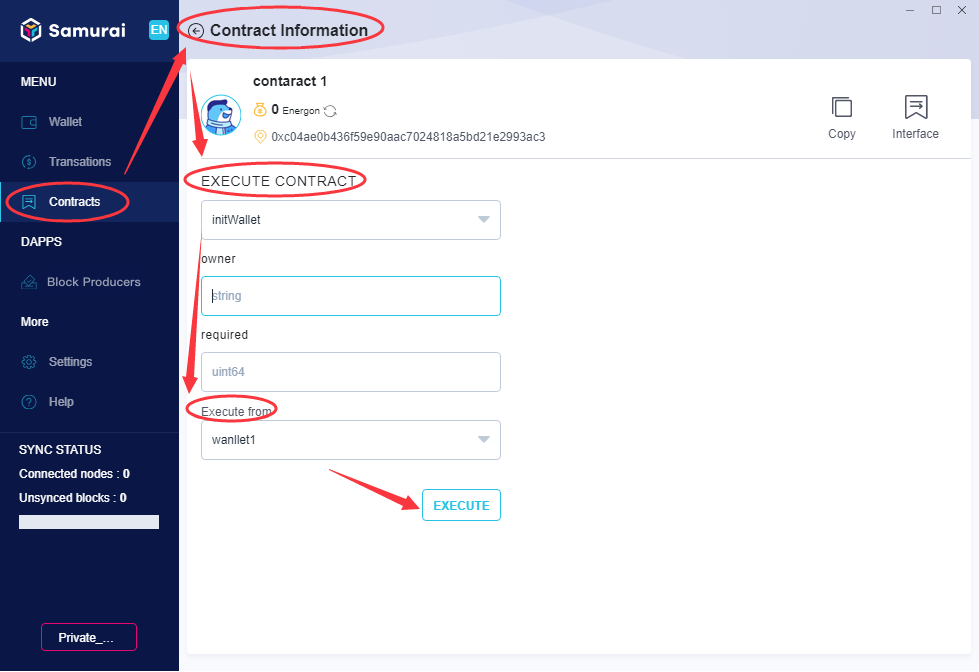 Samurai
EN
MENU
Wallet
Transations
Contracts
DAPPS
Block Producers
More
Settings
Help
SYNC STATUS
Connected nodes : 0
Unsynced blocks : 0
Private_...
Contract Information
contaract 1
0 Energon
0xc04ae0b436f59e90aac7024818a5bd21e2993ac3
Copy
Interface
EXECUTE CONTRACT
initWallet
owner
string
required
uint64
Execute from
wanllet1
EXECUTE